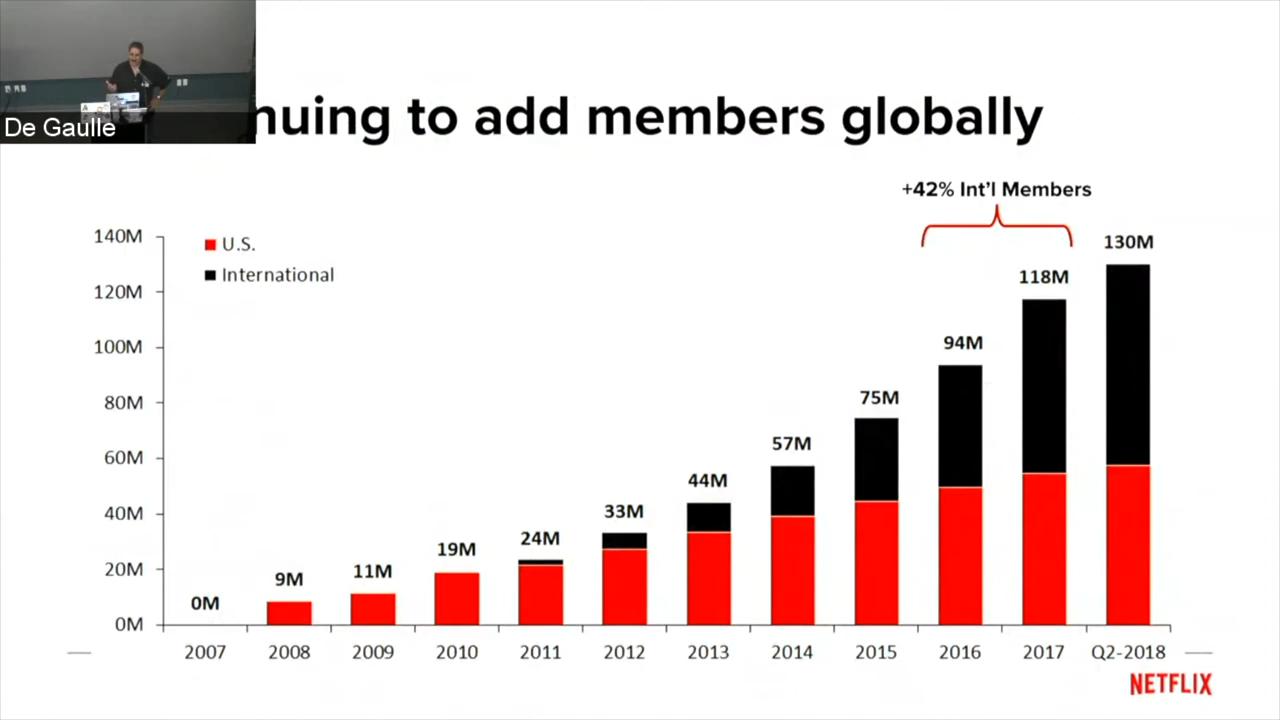 De Gaulle
nuing to add members globally
+42% Int'l Members
U.S.
International
140M
120M
100M
80M
60M
40M
20M
0M
0M
9M
11M
19M
24M
33M
44M
57M
75M
94M
118M
130M
2007
2008
2009
2010
2011
2012
2013
2014
2015
2016
2017
Q2-2018
NETFLIX